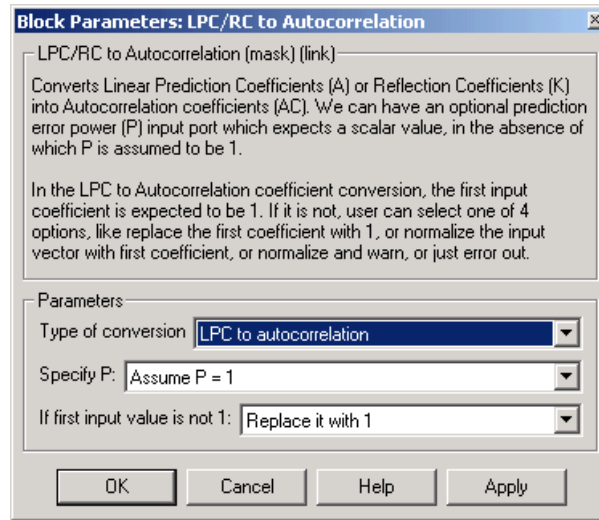 Block Parameters: LPC/RC to Autocorrelation
LPC/RC to Autocorrelation (mask) (link)
Converts Linear Prediction Coefficients (A) or Reflection Coefficients (K)
into Autocorrelation coefficients (AC). We can have an optional prediction
error power (P) input port which expects a scalar value, in the absence of
which P is assumed to be 1.
In the LPC to Autocorrelation coefficient conversion, the first input
coefficient is expected to be 1. If it is not, user can select one of 4
options, like replace the first coefficient with 1, or normalize the input
vector with first coefficient, or normalize and warn, or just error out.
Parameters
Type of conversion LPC to autocorrelation
Specify P: Assume P = 1
If first input value is not 1: Replace it with 1
OK Cancel Help Apply